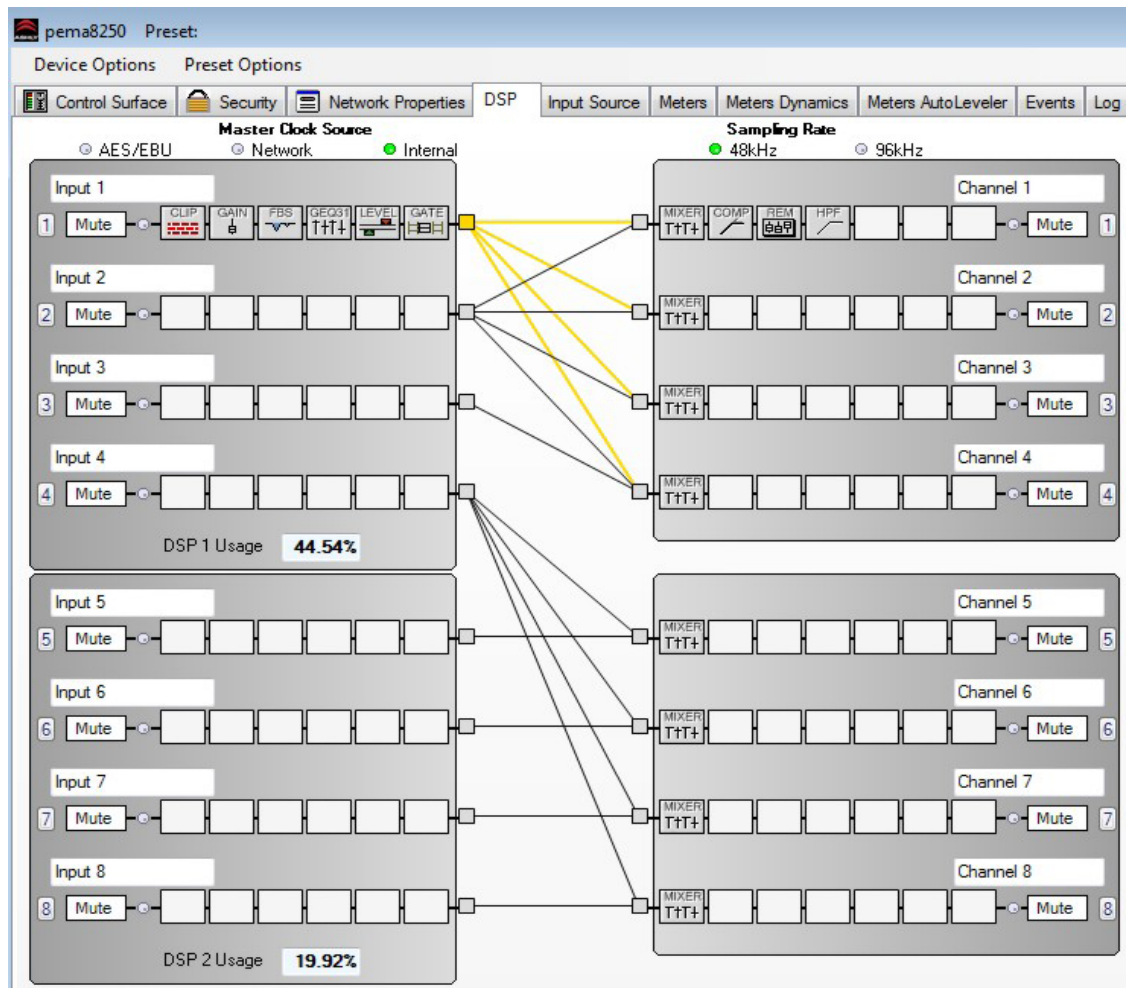 pema8250 Preset:
Device Options Preset Options
Control Surface Security Network Properties DSP Input Source Meters Meters Dynamics Meters AutoLeveler Events Log
Master Clock Source Sampling Rate
AES/EBU Network Internal 48kHz 96kHz
Input 1 Channel 1
1 Mute CLIP GAIN FBS GEQ31 LEVEL GATE MIXER COMP REM HPF Mute 1
Input 2 Channel 2
2 Mute MIXER Mute 2
Input 3 Channel 3
3 Mute MIXER Mute 3
Input 4 Channel 4
4 Mute MIXER Mute 4
DSP 1 Usage 44.54%
Input 5 Channel 5
5 Mute MIXER Mute 5
Input 6 Channel 6
6 Mute MIXER Mute 6
Input 7 Channel 7
7 Mute MIXER Mute 7
Input 8 Channel 8
8 Mute MIXER Mute 8
DSP 2 Usage 19.92%